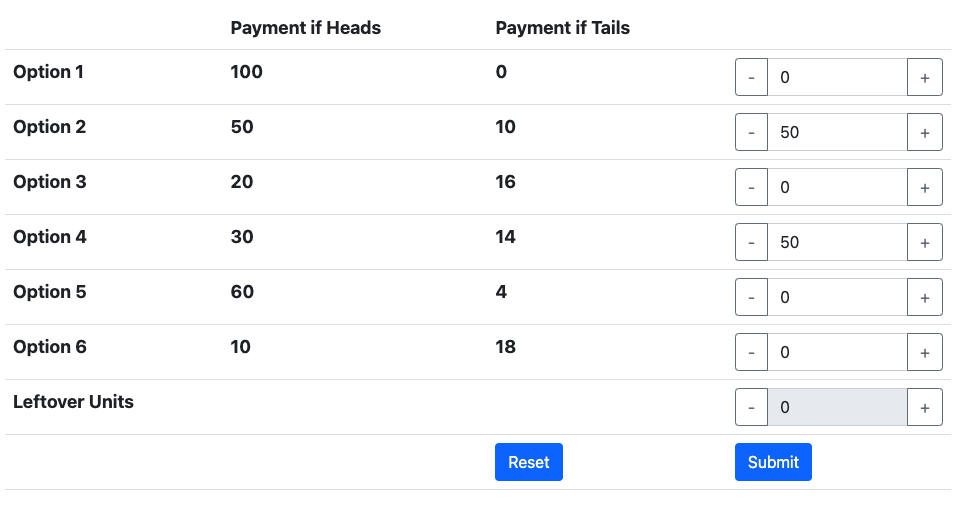 Payment if Heads Payment if Tails
Option 1 100 0 - 0 +
Option 2 50 10 - 50 +
Option 3 20 16 - 0 +
Option 4 30 14 - 50 +
Option 5 60 4 - 0 +
Option 6 10 18 - 0 +
Leftover Units - 0 +
Reset Submit